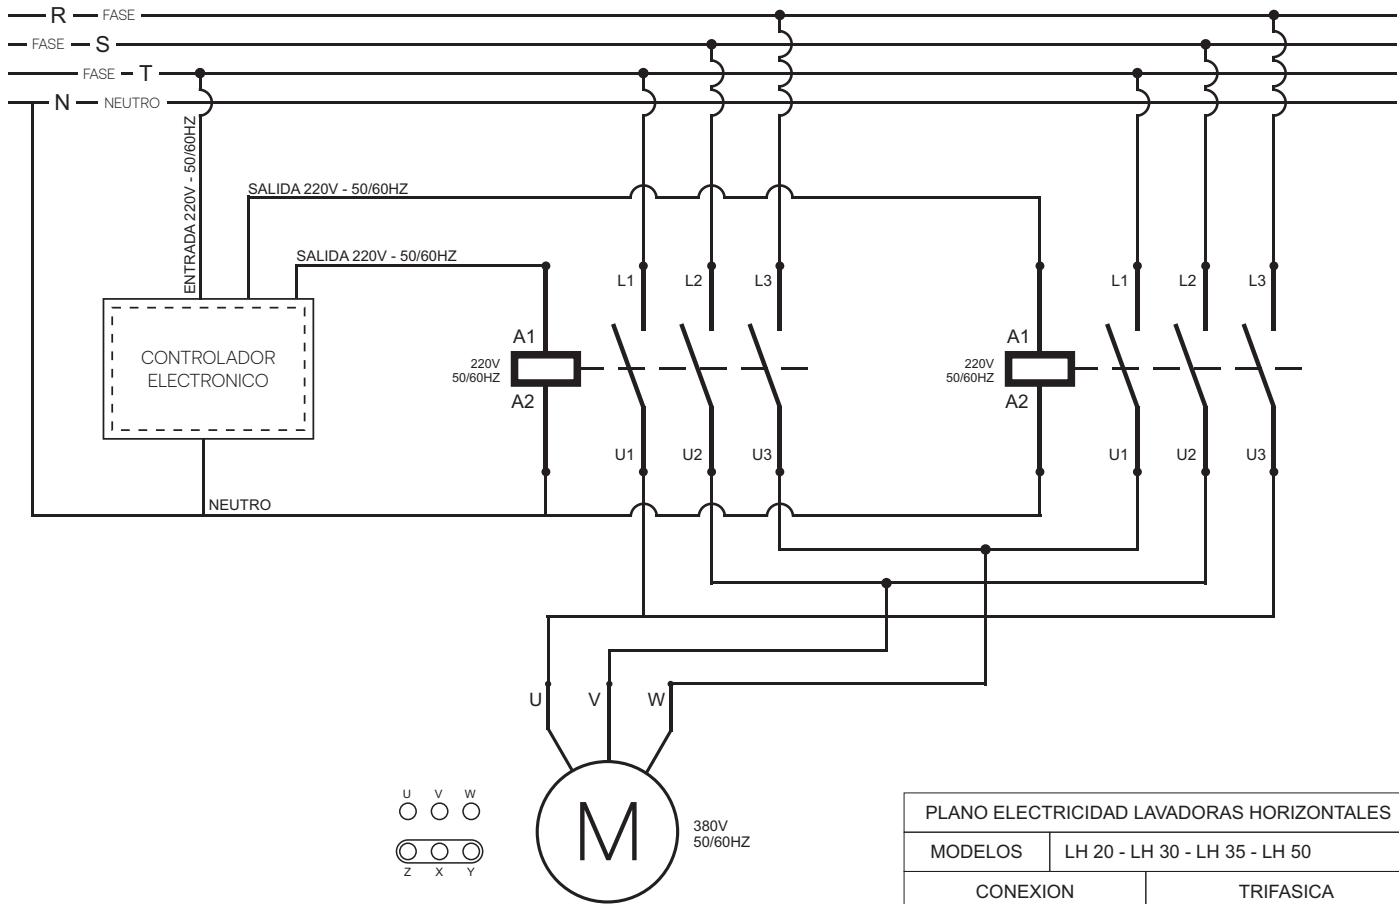 R FASE
FASE S
FASE T
N NEUTRO
ENTRADA 220V - 50/60HZ
SALIDA 220V - 50/60HZ
SALIDA 220V - 50/60HZ
L1 L2 L3
L1 L2 L3
CONTROLADOR
ELECTRONICO
A1
220V
50/60HZ
A2
A1
220V
50/60HZ
A2
U1 U2 U3
U1 U2 U3
NEUTRO
U V W
U V W
Z X Y
M
380V
50/60HZ
PLANO ELECTRICIDAD LAVADORAS HORIZONTALES
MODELOS LH 20 - LH 30 - LH 35 - LH 50
CONEXION TRIFASICA